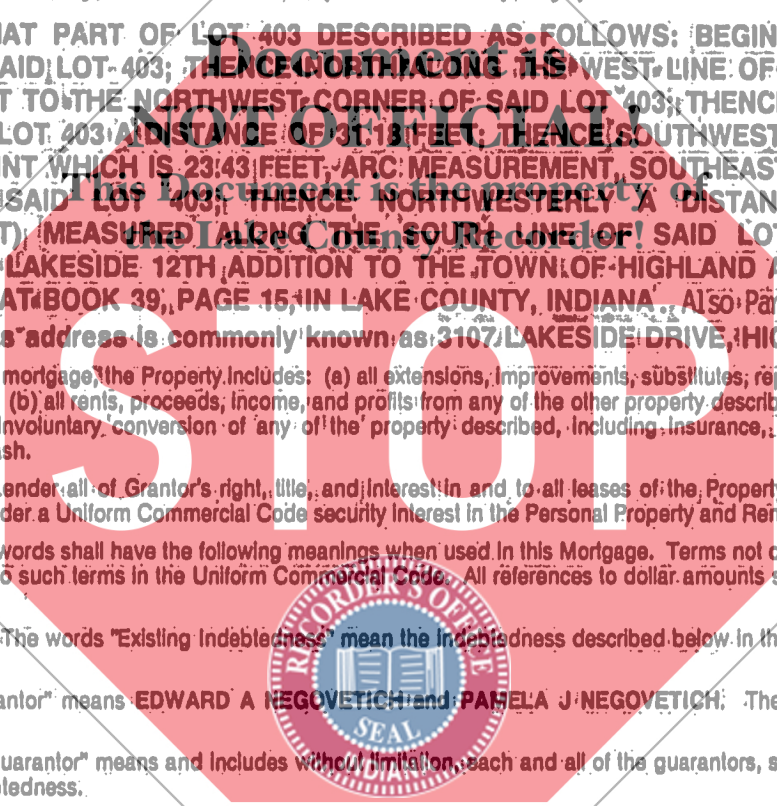 HAT PART OF LOT 403 DESCRIBED AS FOLLOWS: BEGIN
Document is
AID LOT 403; THENCE NORTH ALONG THE WEST LINE OF
T TO THE NORTHWEST CORNER OF SAID LOT 403; THENC
NOT OFFICIAL!
LOT 403 A DISTANCE OF 31.18 FEET; THENCE SOUTHWEST
INT WHICH IS 23.43 FEET, ARC MEASUREMENT, SOUTHEAS
This Document is the property of
SAID LOT 403; THENCE NORTHWESTERLY A DISTAN
the Lake County Recorder!
T) MEASURED ALONG THE LINE OF SAID LO
LAKESIDE 12TH ADDITION TO THE TOWN OF HIGHLAND
AT BOOK 39, PAGE 15, IN LAKE COUNTY, INDIANA. Also
s address is commonly known as 3107 LAKESIDE DRIVE, HIG
STOP
mortgage, the Property includes: (a) all extensions, improvements, substitutes, re
(b) all rents, proceeds, income, and profits from any of the other property describ
involuntary conversion of any of the property described, including insurance,
sh.
ender all of Grantor's right, title, and interest in and to all leases of the Propert
der a Uniform Commercial Code security interest in the Personal Property and Ren
words shall have the following meanings when used in this Mortgage. Terms not
o such terms in the Uniform Commercial Code. All references to dollar amounts s
RECORDER'S OFFICE
The words "Existing Indebtedness" mean the indebtedness described below in th
antor" means EDWARD A NEGOVETICH and PAMELA J NEGOVETICH. The
SEAL
INDIANA
uarantor" means and includes without limitation, each and all of the guarantors, s
tedness.